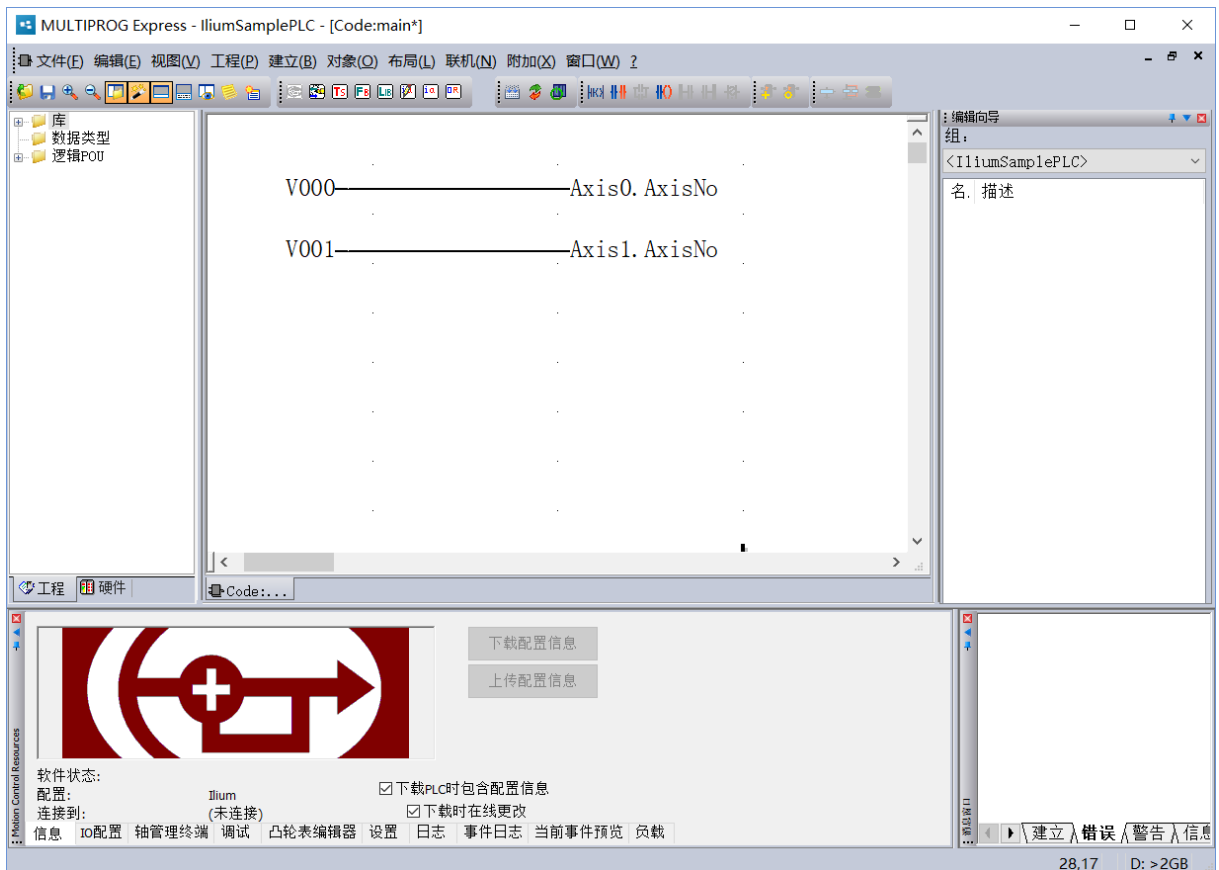 MULTIPROG Express - IliumSamplePLC - [Code:main*]
文件(F) 编辑(E) 视图(V) 工程(P) 建立(B) 对象(O) 布局(L) 联机(N) 附加(X) 窗口(W) ?
库
数据类型
逻辑POU
工程 硬件
V000 Axis0.AxisNo
V001 Axis1.AxisNo
Code:...
编辑向导
组:
<IliumSamplePLC>
名. 描述
下载配置信息
上传配置信息
软件状态:
配置: Ilium
连接到: (未连接)
下载PLC时包含配置信息
下载时在线更改
Motion Control Resources
信息 IO配置 轴管理终端 调试 凸轮表编辑器 设置 日志 事件日志 当前事件预览 负载
建立 错误 警告 信息
28,17 D: >2GB